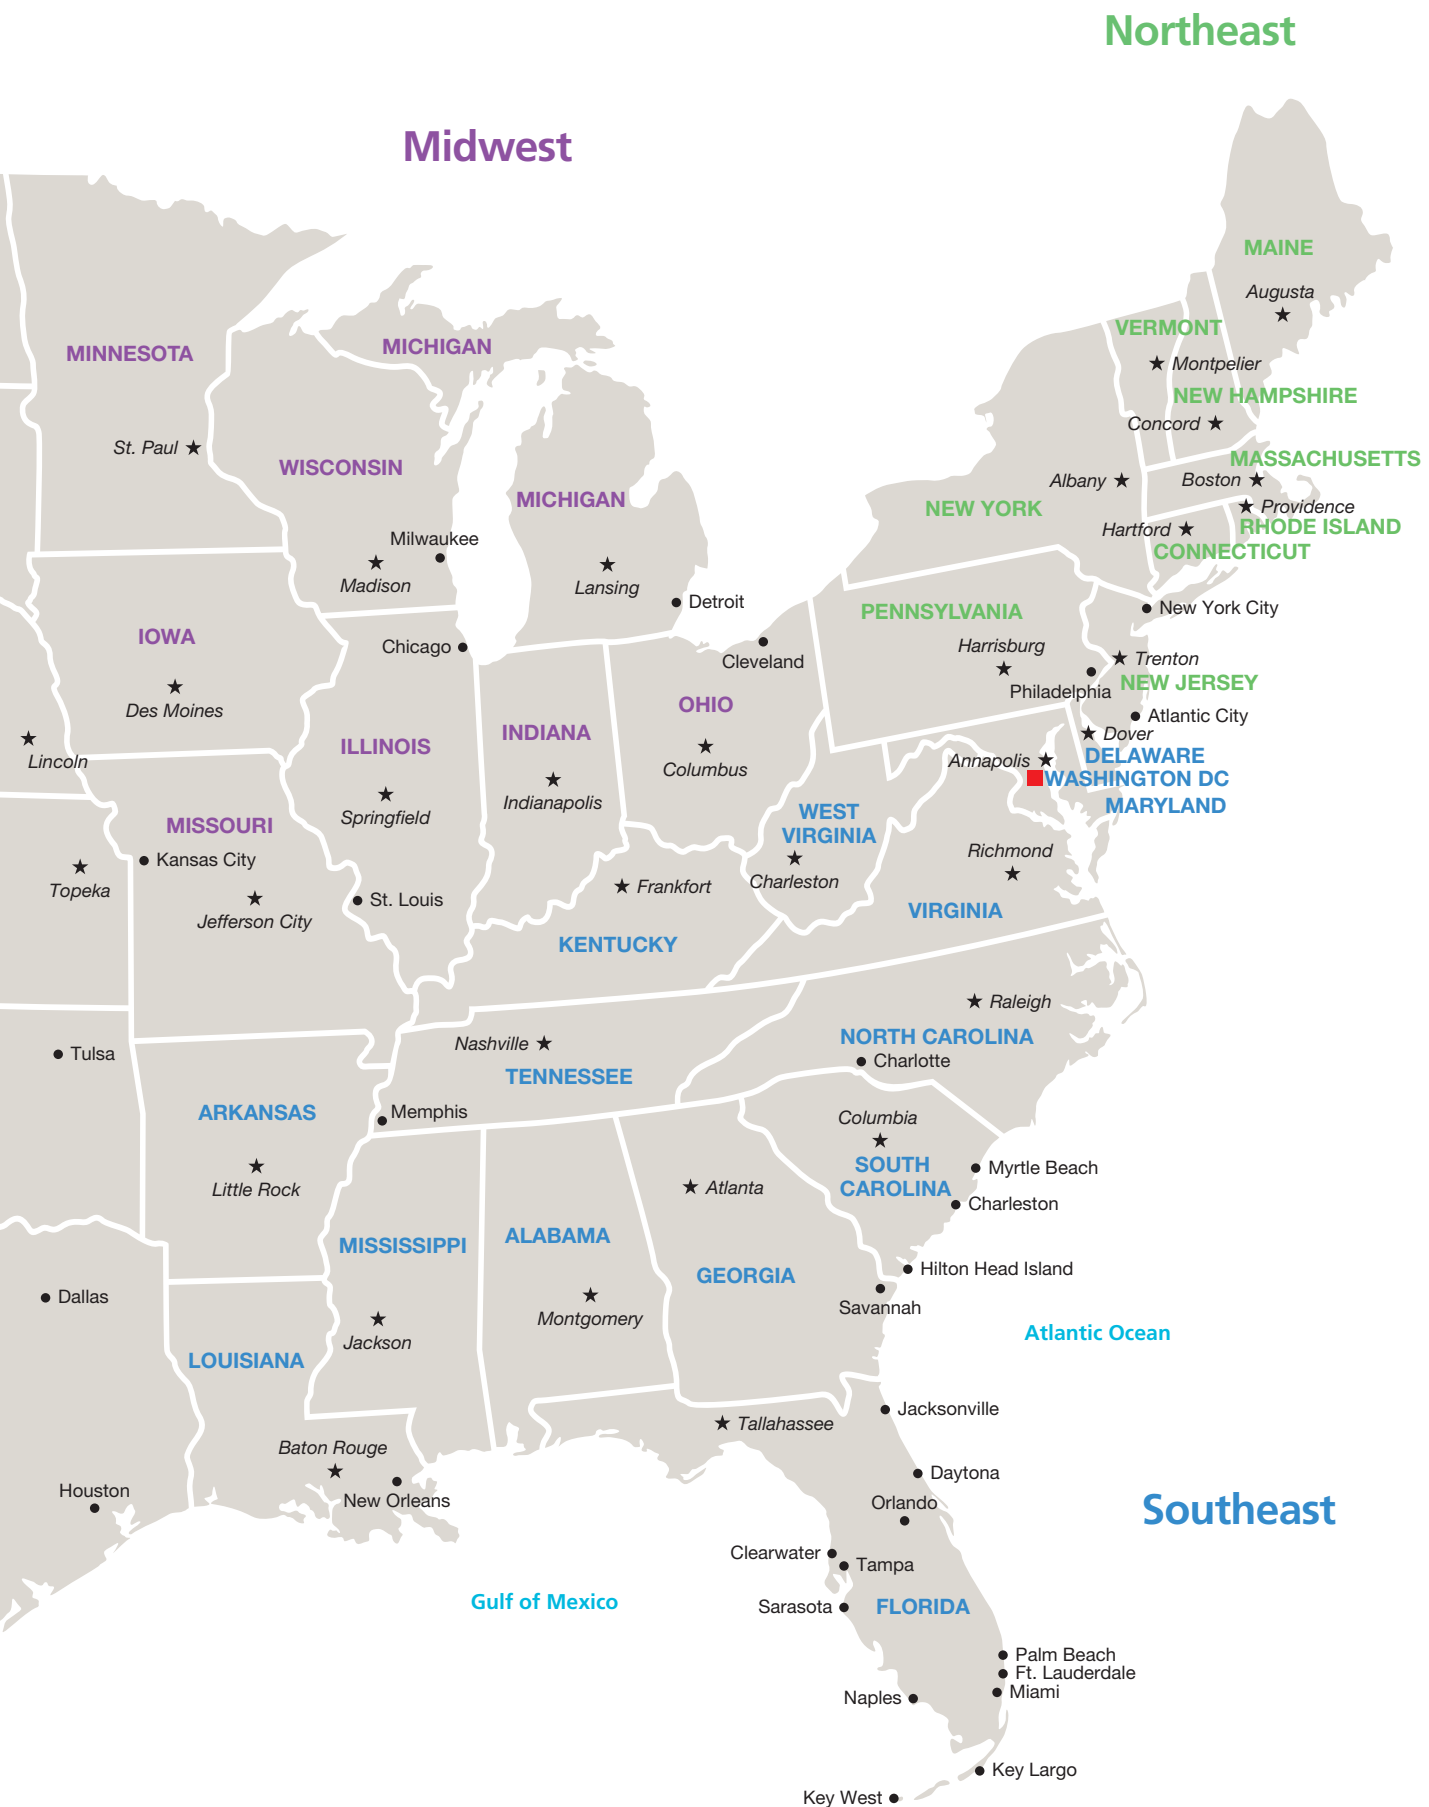 Northeast
Midwest
MAINE
Augusta
VERMONT
MINNESOTA
MICHIGAN
Montpelier
NEW HAMPSHIRE
Concord
St. Paul
WISCONSIN
MASSACHUSETTS
MICHIGAN
Albany
Boston
NEW YORK
Providence
Hartford
RHODE ISLAND
Milwaukee
CONNECTICUT
Madison
Lansing
Detroit
New York City
PENNSYLVANIA
IOWA
Chicago
Harrisburg
Cleveland
Trenton
Philadelphia
NEW JERSEY
Des Moines
OHIO
Atlantic City
INDIANA
Dover
ILLINOIS
Lincoln
Columbus
Annapolis
DELAWARE
WASHINGTON DC
Indianapolis
MARYLAND
WEST
VIRGINIA
Springfield
MISSOURI
Richmond
Kansas City
Charleston
Topeka
Frankfort
St. Louis
Jefferson City
VIRGINIA
KENTUCKY
Raleigh
NORTH CAROLINA
Nashville
Tulsa
Charlotte
TENNESSEE
ARKANSAS
Memphis
Columbia
SOUTH
CAROLINA
Myrtle Beach
Little Rock
Atlanta
Charleston
MISSISSIPPI
ALABAMA
GEORGIA
Hilton Head Island
Dallas
Savannah
Montgomery
Jackson
Atlantic Ocean
LOUISIANA
Jacksonville
Tallahassee
Baton Rouge
Daytona
Houston
New Orleans
Orlando
Southeast
Clearwater
Tampa
Gulf of Mexico
Sarasota
FLORIDA
Palm Beach
Ft. Lauderdale
Naples
Miami
Key Largo
Key West